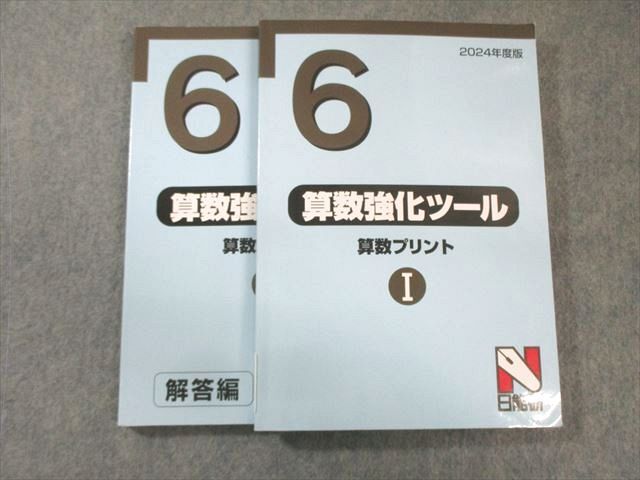 6
算数強
算数
解答編
2024年度版
6
算数強化ツール
算数プリント
I
N
日能研